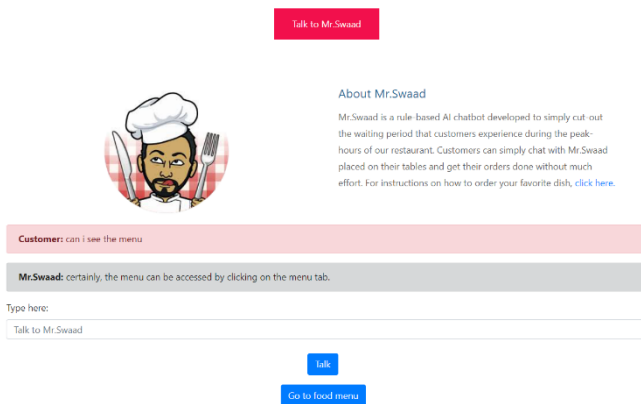 Talk to Mr.Swaad
About Mr.Swaad
Mr.Swaad is a rule-based AI chatbot developed to simply cut-out
the waiting period that customers experience during the peak-
hours of our restaurant. Customers can simply chat with Mr.Swaad
placed on their tables and get their orders done without much
effort. For instructions on how to order your favorite dish, click here.
Customer: can i see the menu
Mr.Swaad: certainly, the menu can be accessed by clicking on the menu tab.
Type here:
Talk to Mr.Swaad
Talk
Go to food menu